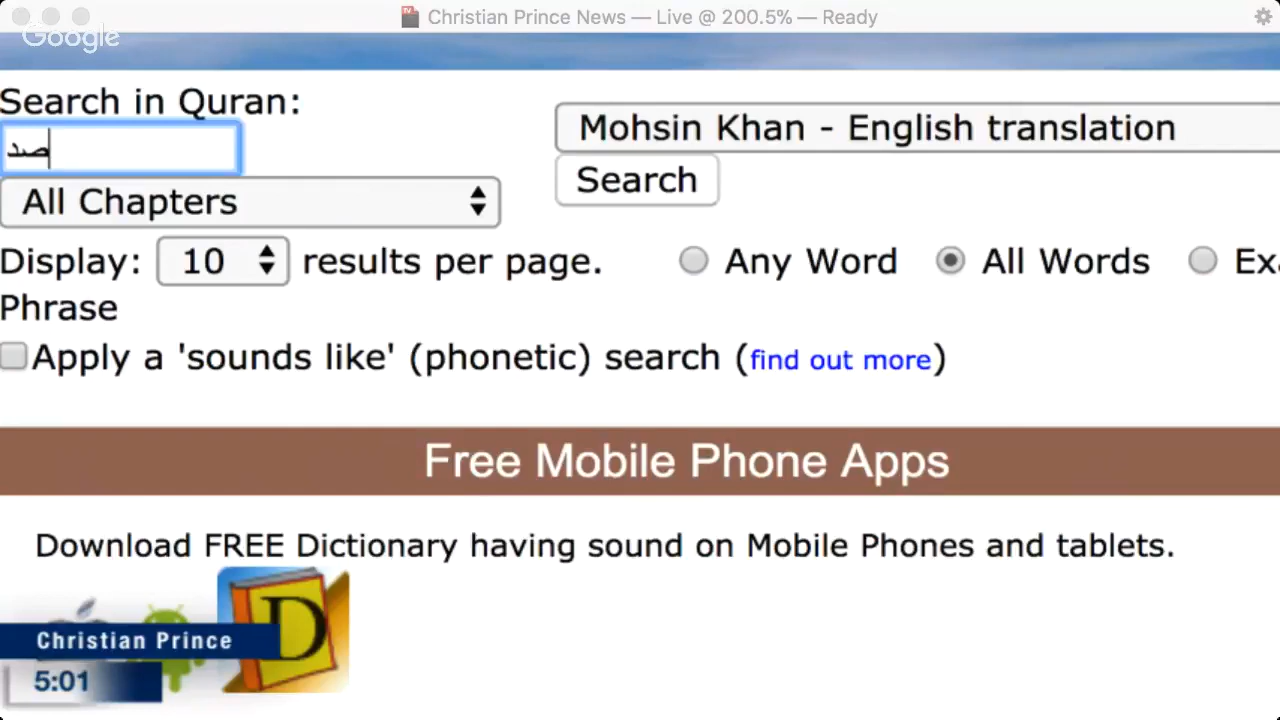 Christian Prince News — Live @ 200.5% — Ready
Google
Search in Quran:
صد
Mohsin Khan - English translation
All Chapters
Search
Display: 10 results per page. Any Word All Words Exa
Phrase
Apply a 'sounds like' (phonetic) search (find out more)
Free Mobile Phone Apps
Download FREE Dictionary having sound on Mobile Phones and tablets.
D
Christian Prince
5:01